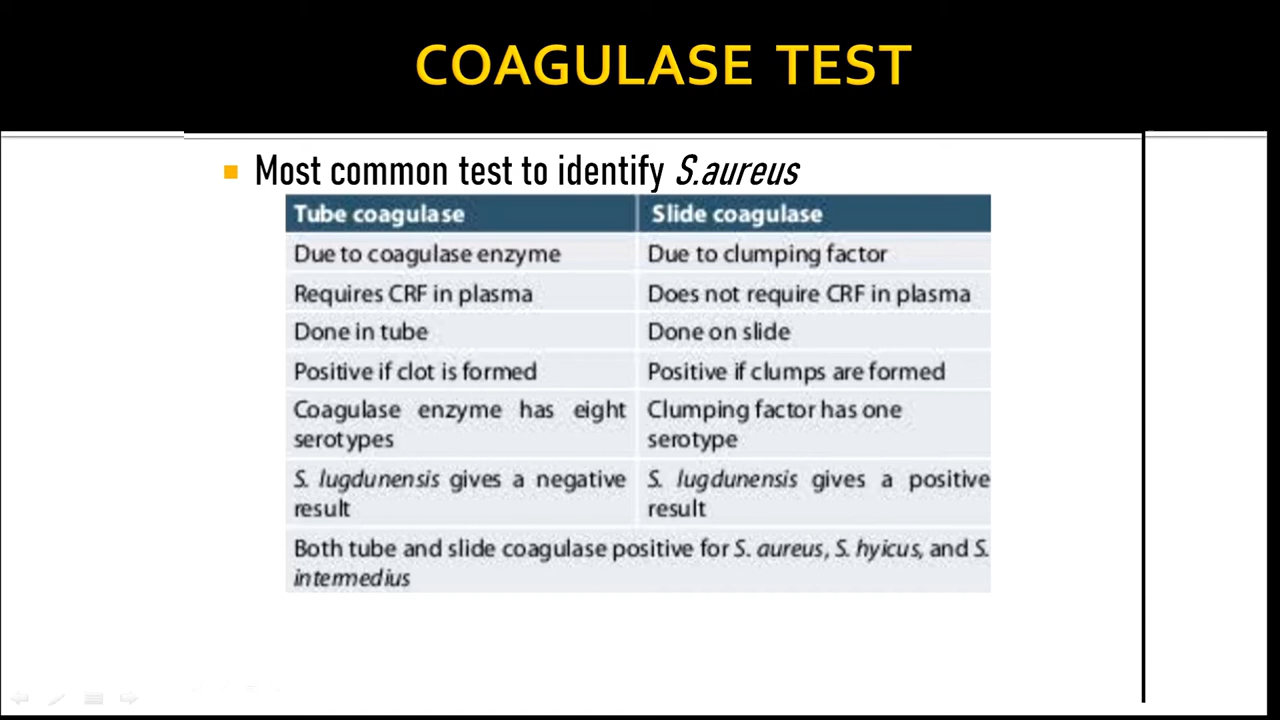 COAGULASE TEST
Most common test to identify S.aureus
Tube coagulase Slide coagulase
Due to coagulase enzyme Due to clumping factor
Requires CRF in plasma Does not require CRF in plasma
Done in tube Done on slide
Positive if clot is formed Positive if clumps are formed
Coagulase enzyme has eight Clumping factor has one
serotypes serotype
S. lugdunensis gives a negative S. lugdunensis gives a positive
result result
Both tube and slide coagulase positive for S. aureus, S. hyicus, and S.
intermedius